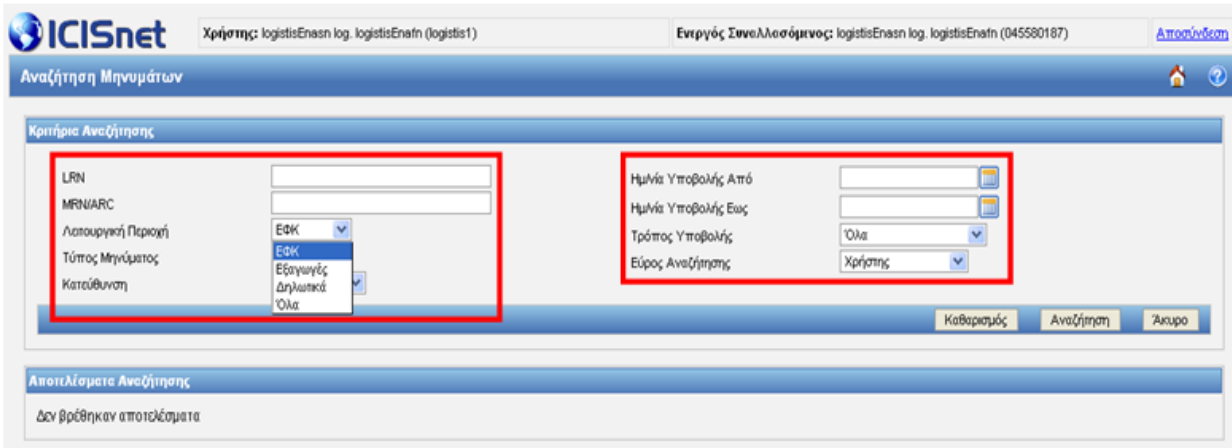 ICISnet
Χρήστης: logistisEnasn log. logistisEnafn (logistis1)
Ενεργός Συναλλασόμενος: logistisEnasn log. logistisEnafn (045580187)
Αποσύνδεση
Αναζήτηση Μηνυμάτων
Κριτήρια Αναζήτησης
LRN
MRN/ARC
Λειτουργική Περιοχή ΕΦΚ
ΕΦΚ
Εξαγωγές
Δηλωτικά
Όλα
Τύπος Μηνύματος
Κατεύθυνση
Ημ/νία Υποβολής Από
Ημ/νία Υποβολής Εως
Τρόπος Υποβολής Όλα
Εύρος Αναζήτησης Χρήστης
Καθαρισμός Αναζήτηση Άκυρο
Αποτελέσματα Αναζήτησης
Δεν βρέθηκαν αποτελέσματα